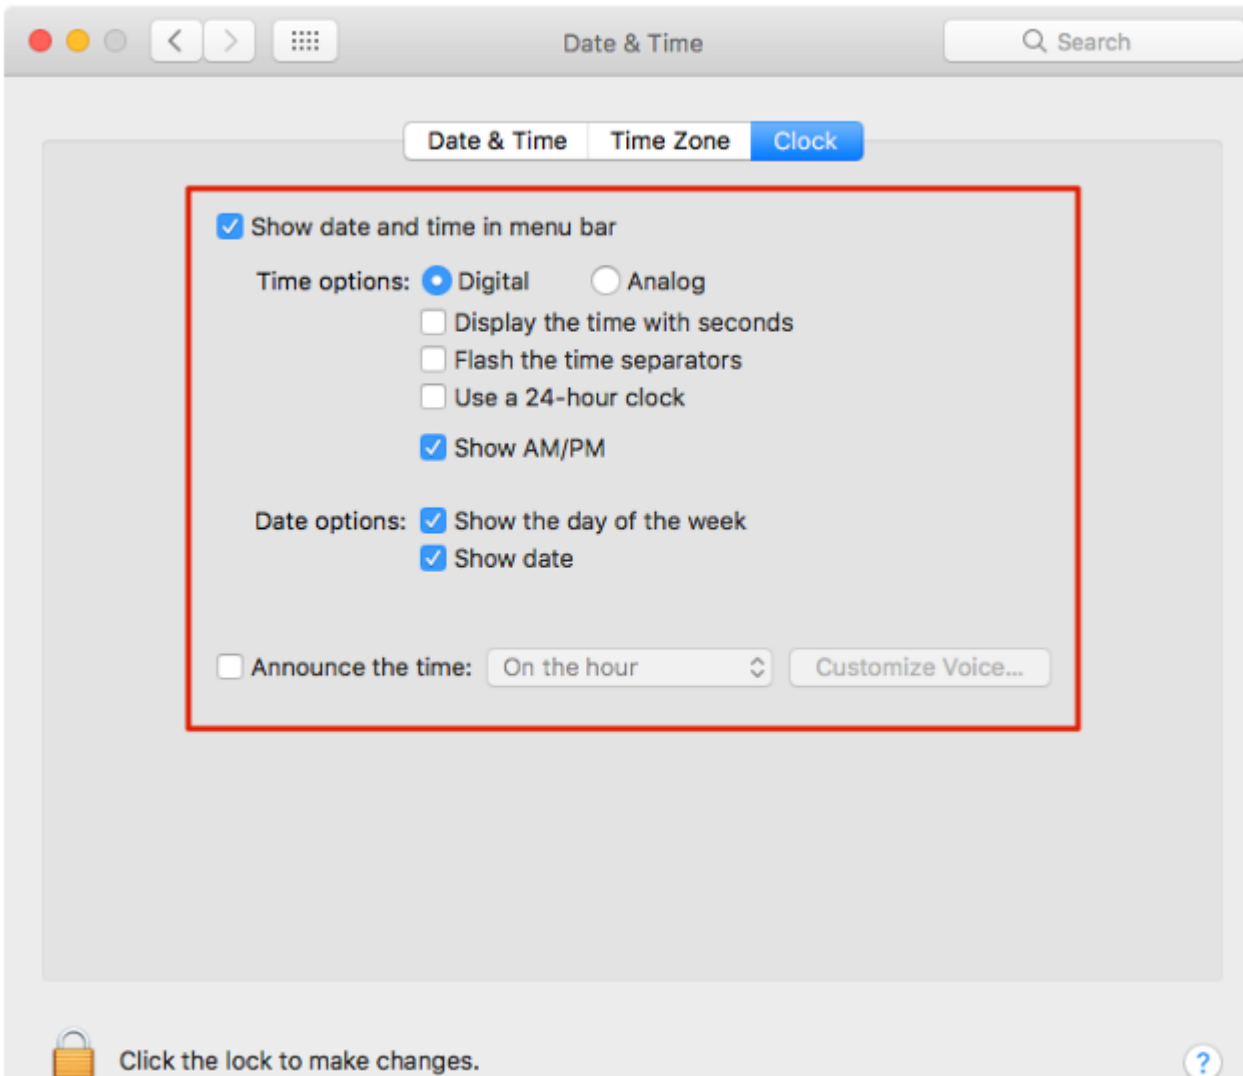 Date & Time
Search
Date & Time Time Zone Clock
Show date and time in menu bar
Time options: Digital Analog
Display the time with seconds
Flash the time separators
Use a 24-hour clock
Show AM/PM
Date options: Show the day of the week
Show date
Announce the time: On the hour Customize Voice...
Click the lock to make changes.
?